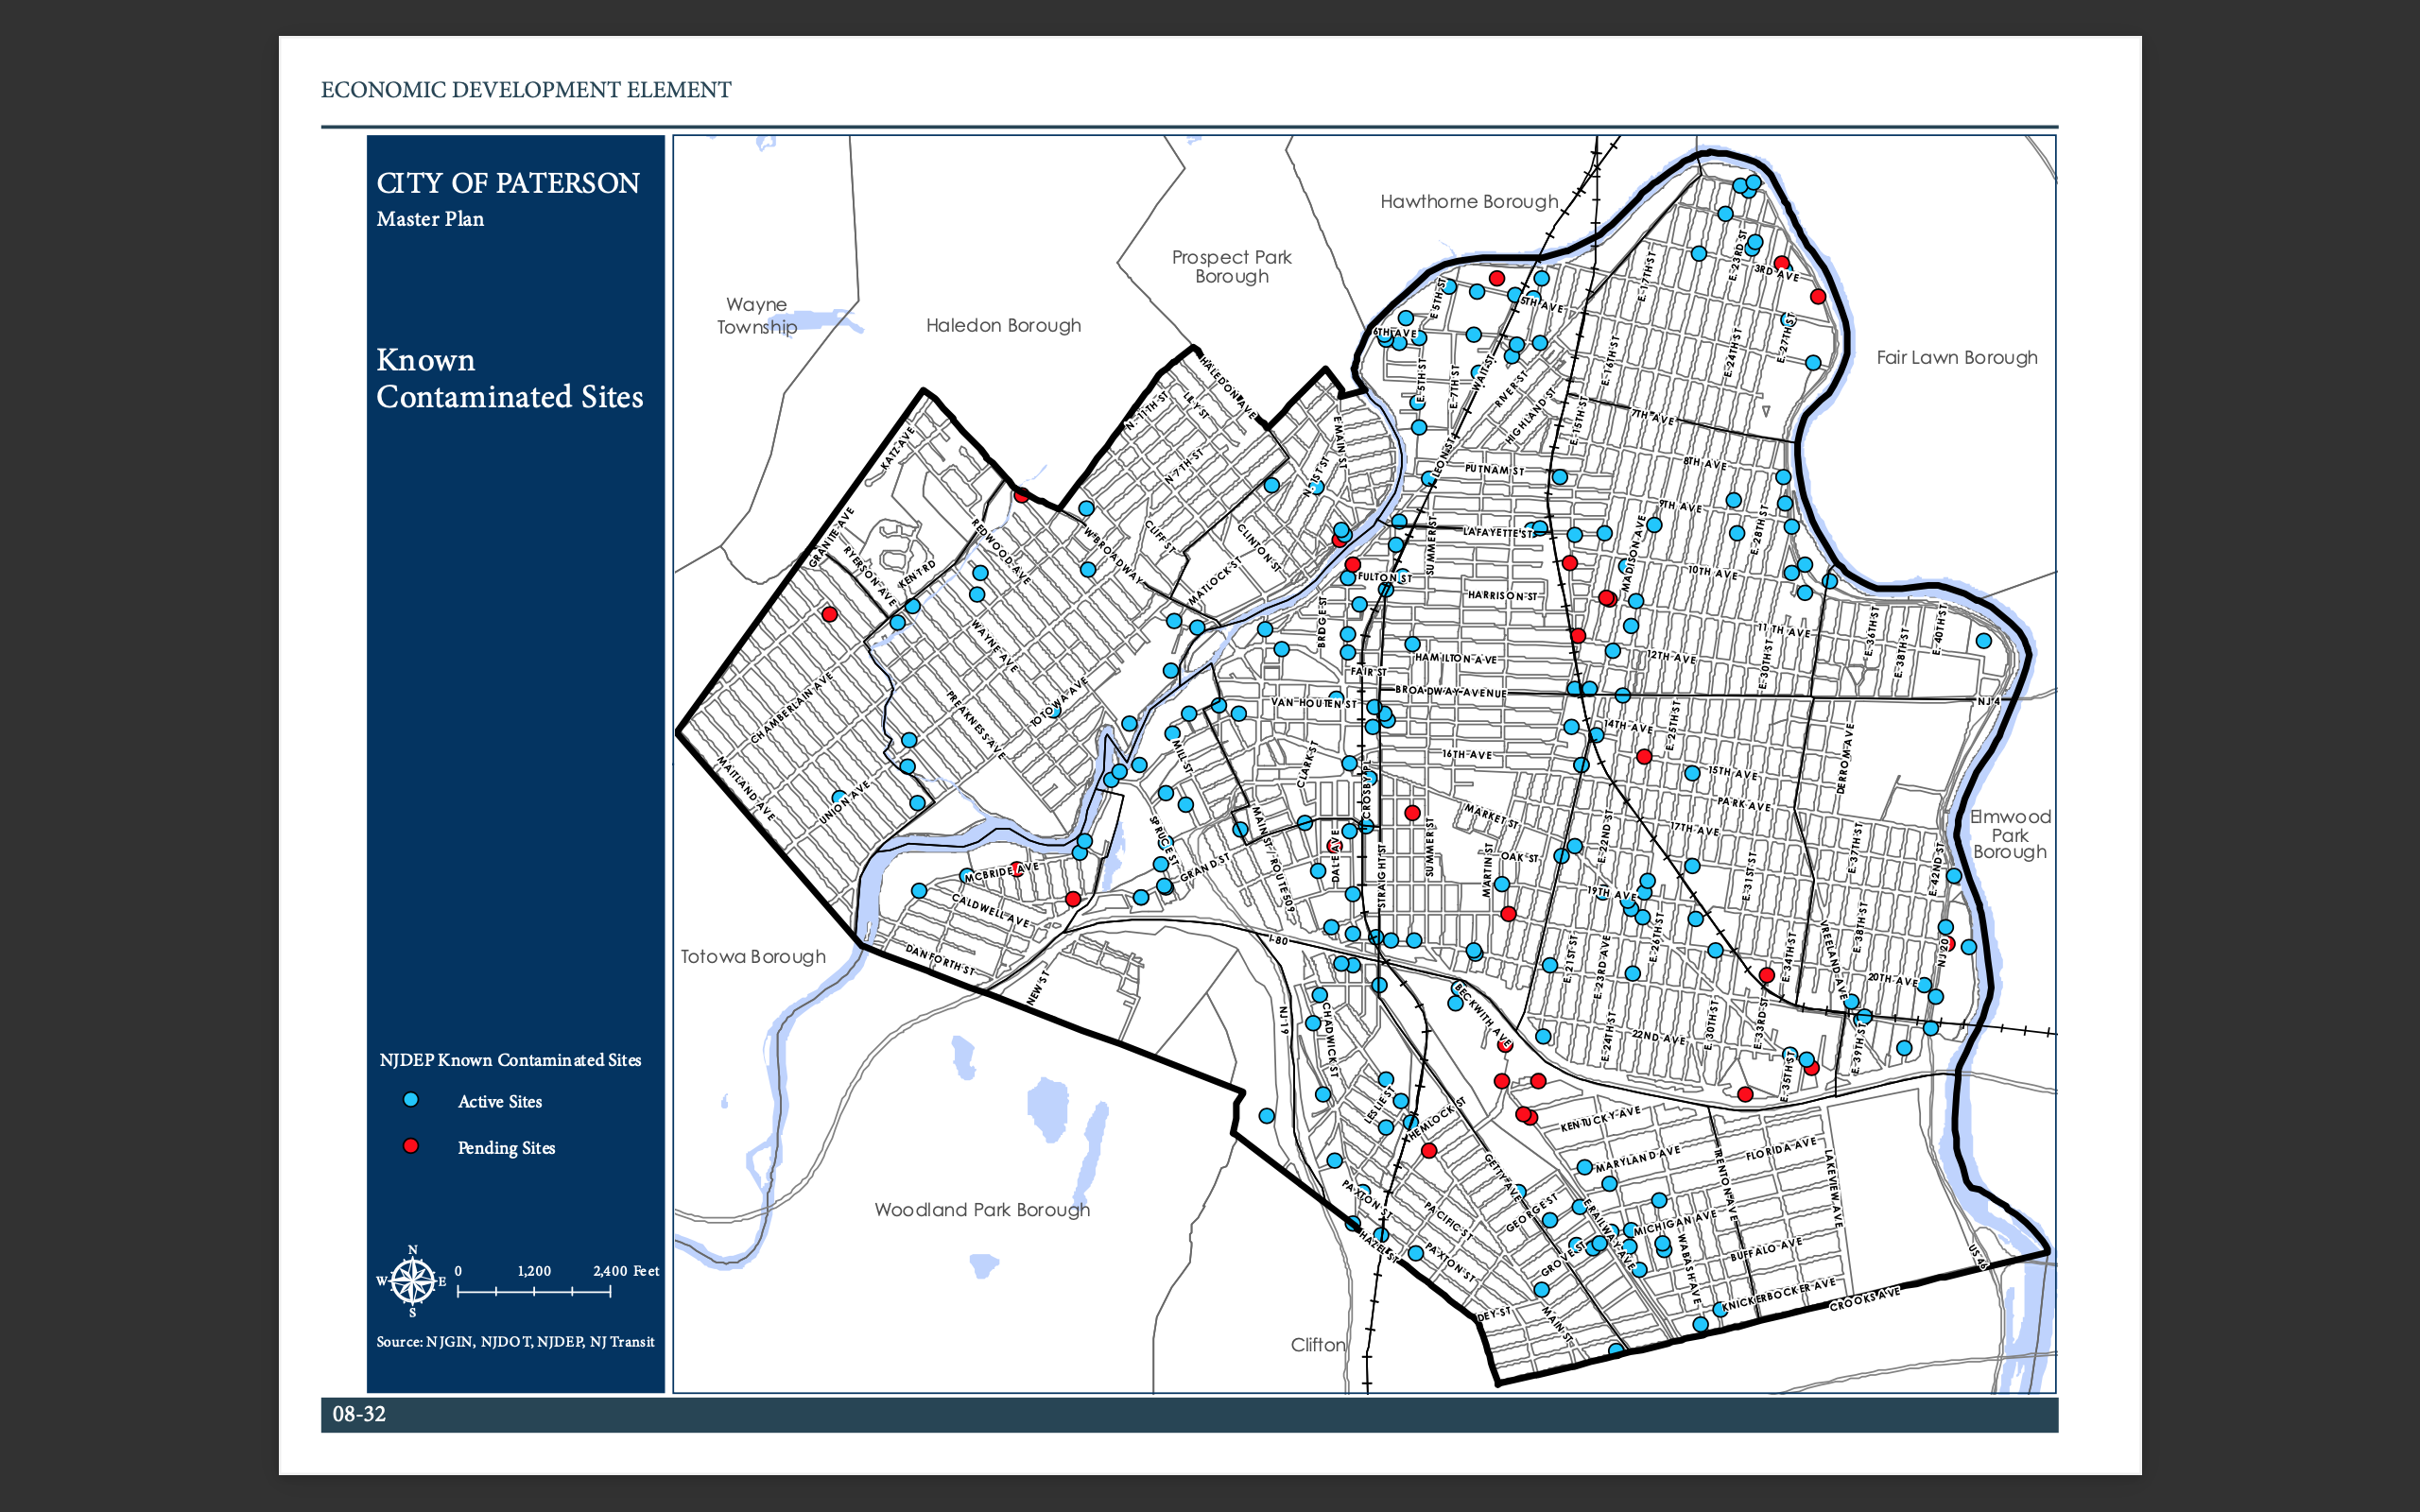 ECONOMIC DEVELOPMENT ELEMENT
CITY OF PATERSON
Master Plan
Known
Contaminated Sites
NJDEP Known Contaminated Sites
Active Sites
Pending Sites
N
W
E
S
0
1,200
2,400 Feet
Source: NJGIN, NJDOT, NJDEP, NJ Transit
Hawthorne Borough
Prospect Park
Borough
Wayne
Township
Haledon Borough
Fair Lawn Borough
Elmwood
Park
Borough
Totowa Borough
Woodland Park Borough
Clifton
E. 23RD ST
3RD AVE
E. 17TH ST
E 5TH ST
5TH AVE
6TH AVE
E. 27TH ST
E. 24TH ST
E. 16TH ST
HALEDON AVE
N. 11TH ST
LILY ST
E. 5TH ST
E. 7TH ST
WAIT ST
RIVER ST
HIGHLAND ST
E. 15TH ST
7TH AVE
KATZ AVE
E MAIN ST
N 7TH ST
N. 1ST ST
LEON ST
PUTNAM ST
8TH AVE
9TH AVE
GRANITE AVE
RYERSON AVE
REDWOOD AVE
KENT RD
W BROADWAY
CLIFF ST
CLINTON ST
MATLOCK ST
SUMMER ST
LAFAYETTE ST
MADISON AVE
E. 28TH ST
10TH AVE
FULTON ST
HARRISON ST
BRIDGE ST
11TH AVE
E. 36TH ST
E. 38TH ST
E. 40TH ST
WAYNE AVE
HAMILTON AVE
12TH AVE
E. 30TH ST
FAIR ST
BROADWAY AVENUE
NJ 4
CHAMBERLAIN AVE
PREAKNESS AVE
TOTOWA AVE
VAN HOUTEN ST
14TH AVE
E. 25TH ST
DERROM AVE
MAITLAND AVE
UNION AVE
MILL ST
CLARK ST
CROSBY PL
16TH AVE
15TH AVE
PARK AVE
MARKET ST
17TH AVE
SPRUCE ST
MAIN ST
ROUTE 509
GRAND ST
DALE AVE
STRAIGHT ST
SUMMER ST
MARTIN ST
OAK ST
E. 22ND ST
E. 31ST ST
E. 37TH ST
E. 42ND ST
MCBRIDE AVE
CALDWELL AVE
19TH AVE
E. 26TH ST
E. 38TH ST
VREELAND AVE
DANFORTH ST
NEW ST
I-80
E. 21ST ST
E. 23RD AVE
E. 34TH ST
NJ 20
20TH AVE
NJ 19
CHADWICK ST
BECKWITH AVE
E. 24TH ST
22ND AVE
E. 30TH ST
E. 33RD ST
E. 35TH ST
E. 39TH ST
LESLIE ST
HEMLOCK ST
KENTUCKY AVE
MARYLAND AVE
FLORIDA AVE
TRENTON AVE
LAKEVIEW AVE
GETTY AVE
PAXTON ST
PACIFIC ST
GEORGE ST
ERAILWAY AVE
MICHIGAN AVE
WABASH AVE
BUFFALO AVE
HAZEL ST
PAXTON ST
GROVE ST
US 46
DEY ST
MAIN ST
KNICKERBOCKER AVE
CROOKS AVE
08-32